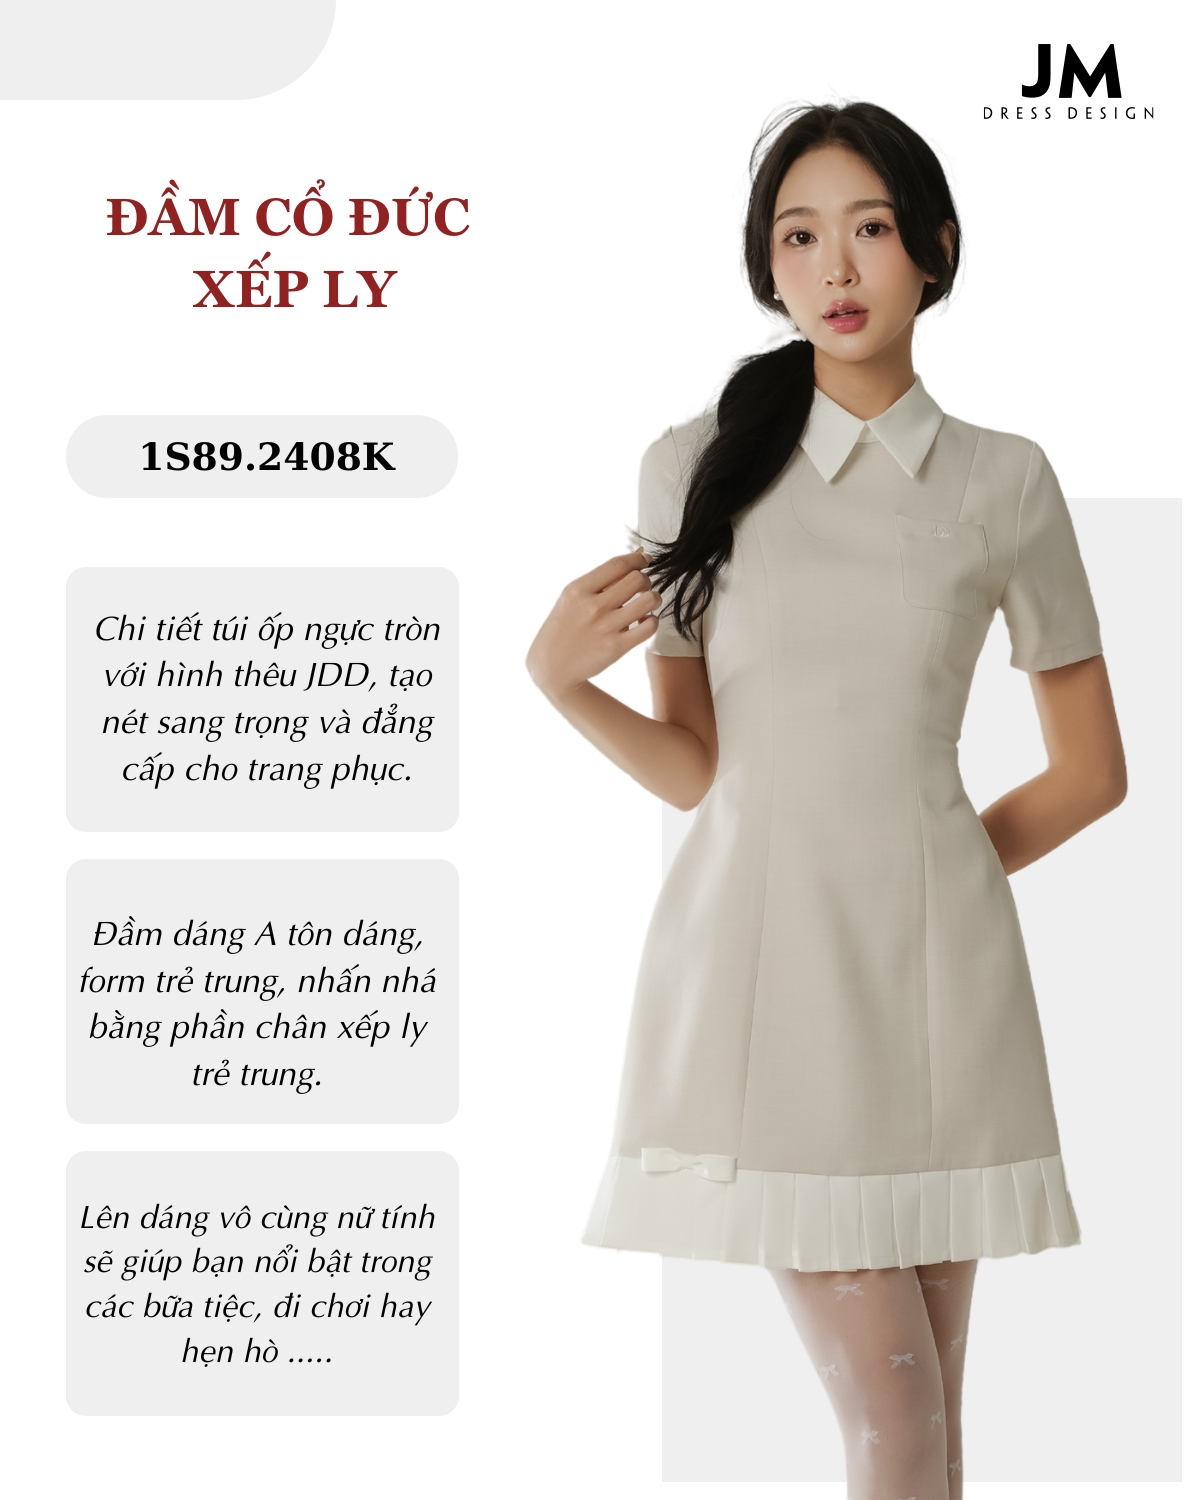 JM
DRESS DESIGN
ĐẦM CỔ ĐỨC
XẾP LY
1S89.2408K
Chi tiết túi ốp ngực tròn
với hình thêu JDD, tạo
nét sang trọng và đẳng
cấp cho trang phục.
Đầm dáng A tôn dáng,
form trẻ trung, nhấn nhá
bằng phần chân xếp ly
trẻ trung.
Lên dáng vô cùng nữ tính
sẽ giúp bạn nổi bật trong
các bữa tiệc, đi chơi hay
hẹn hò .....